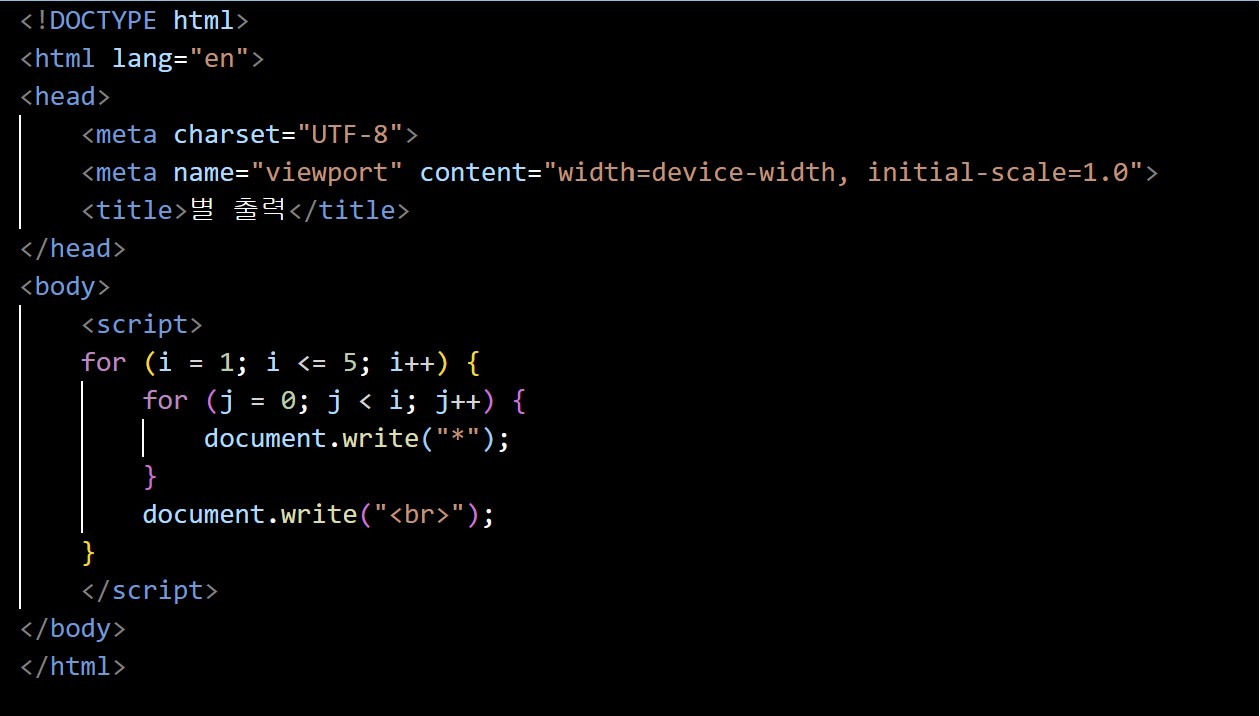 <!DOCTYPE html>
<html lang="en">
<head>
    <meta charset="UTF-8">
    <meta name="viewport" content="width=device-width, initial-scale=1.0">
    <title>별 출력</title>
</head>
<body>
    <script>
    for (i = 1; i <= 5; i++) {
        for (j = 0; j < i; j++) {
            document.write("*");
        }
        document.write("<br>");
    }
    </script>
</body>
</html>